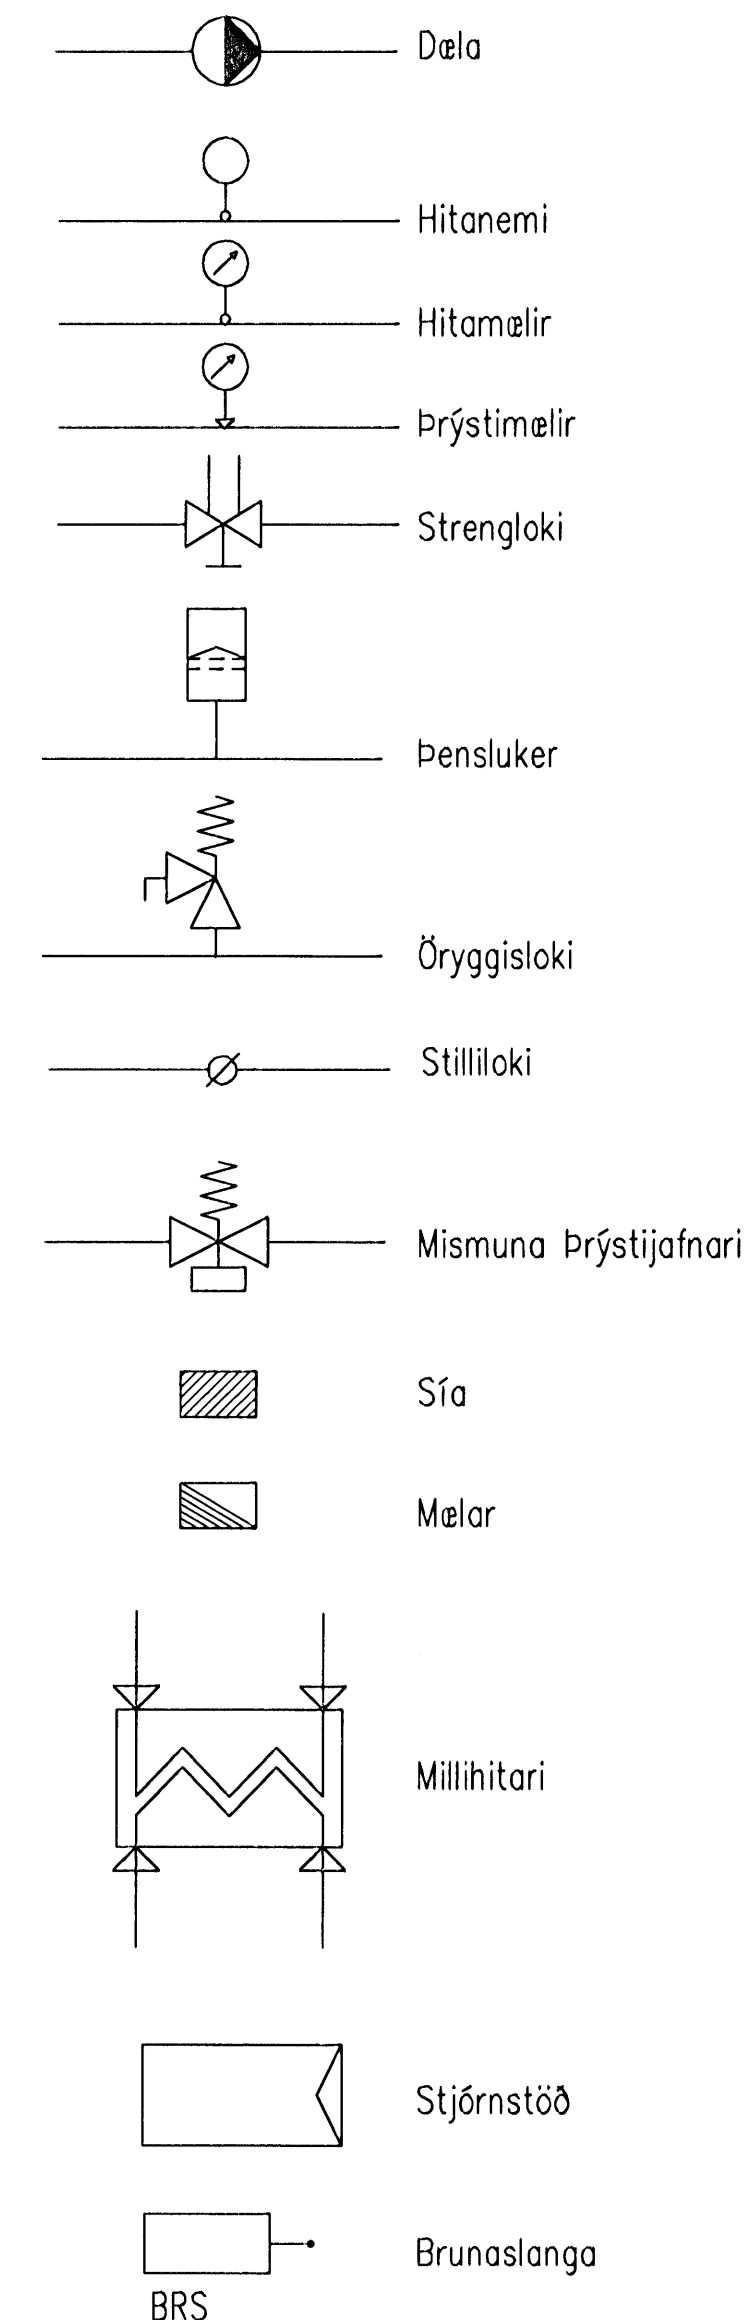 Dæla
Hitanemi
Hitamælir
Þrýstimælir
Strengloki
Þensluker
Öryggisloki
Stilliloki
Mismuna Þrýstijafnari
Sía
Mælar
Millihitari
Stjórnstöð
Brunaslanga
BRS